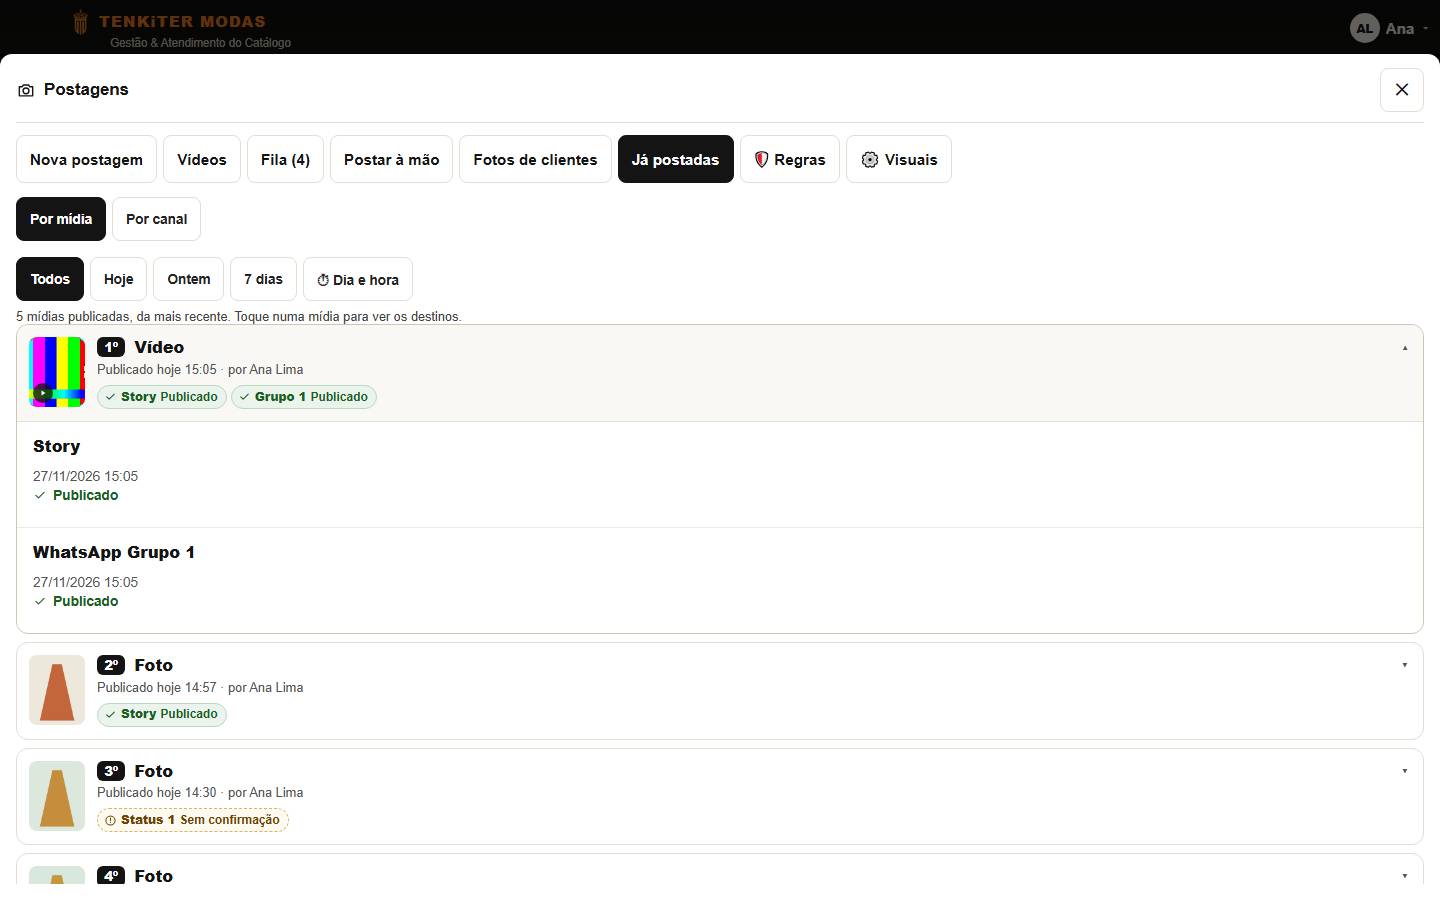 TENKiTER MODAS
Gestão & Atendimento do Catálogo
AL Ana
Postagens
Nova postagem
Vídeos
Fila (4)
Postar à mão
Fotos de clientes
Já postadas
Regras
Visuais
Por mídia
Por canal
Todos
Hoje
Ontem
7 dias
Dia e hora
5 mídias publicadas, da mais recente. Toque numa mídia para ver os destinos.
1º Vídeo
Publicado hoje 15:05 · por Ana Lima
Story Publicado
Grupo 1 Publicado
Story
27/11/2026 15:05
Publicado
WhatsApp Grupo 1
27/11/2026 15:05
Publicado
2º Foto
Publicado hoje 14:57 · por Ana Lima
Story Publicado
3º Foto
Publicado hoje 14:30 · por Ana Lima
Status 1 Sem confirmação
4º Foto